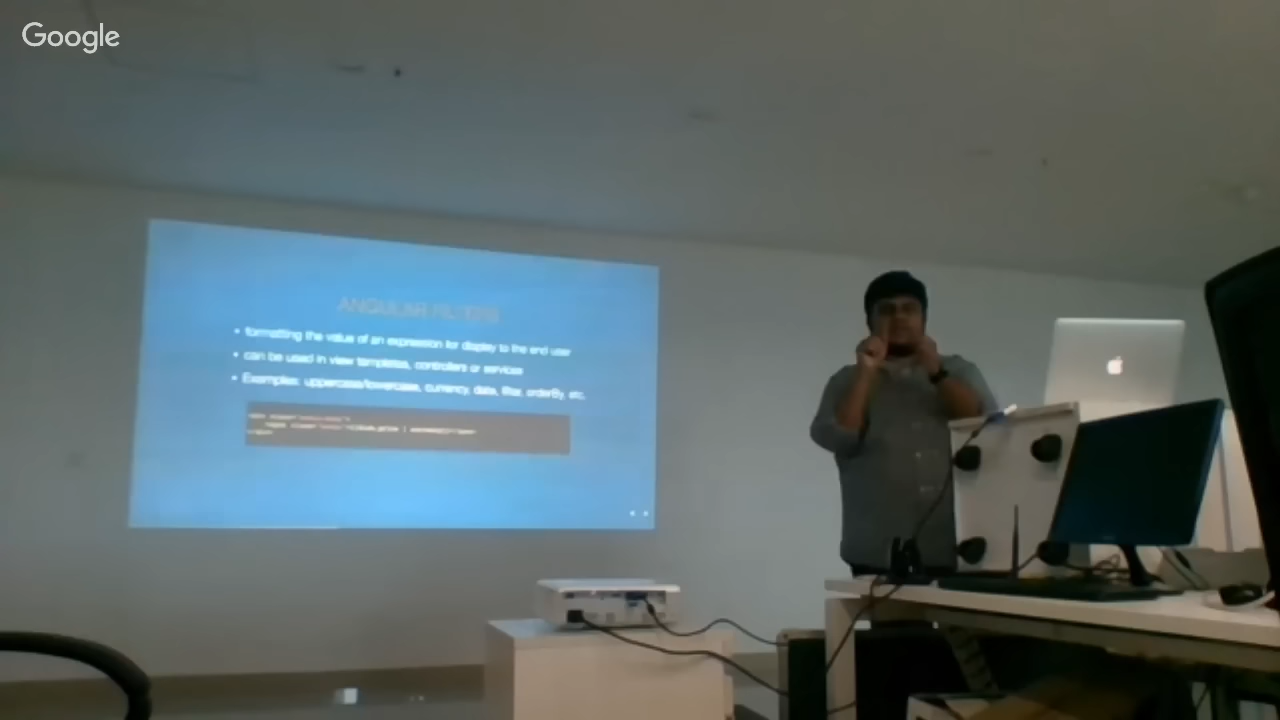 Google
ANGULAR FILTERS
• formatting the value of an expression for display to the end user
• can be used in view templates, controllers or services
• Examples: uppercase/lowercase, currency, date, filter, orderBy, etc.